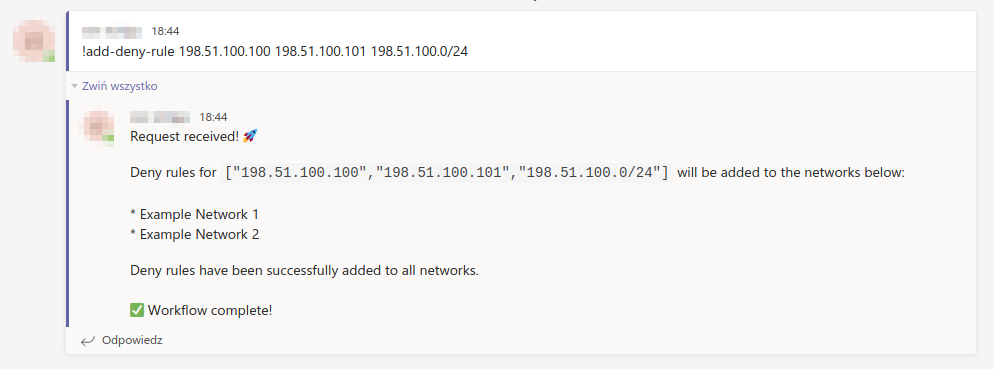 18:44
!add-deny-rule 198.51.100.100 198.51.100.101 198.51.100.0/24
Zwiń wszystko
18:44
Request received! 🚀
Deny rules for ["198.51.100.100","198.51.100.101","198.51.100.0/24"] will be added to the networks below:
* Example Network 1
* Example Network 2
Deny rules have been successfully added to all networks.
✅ Workflow complete!
Odpowiedz